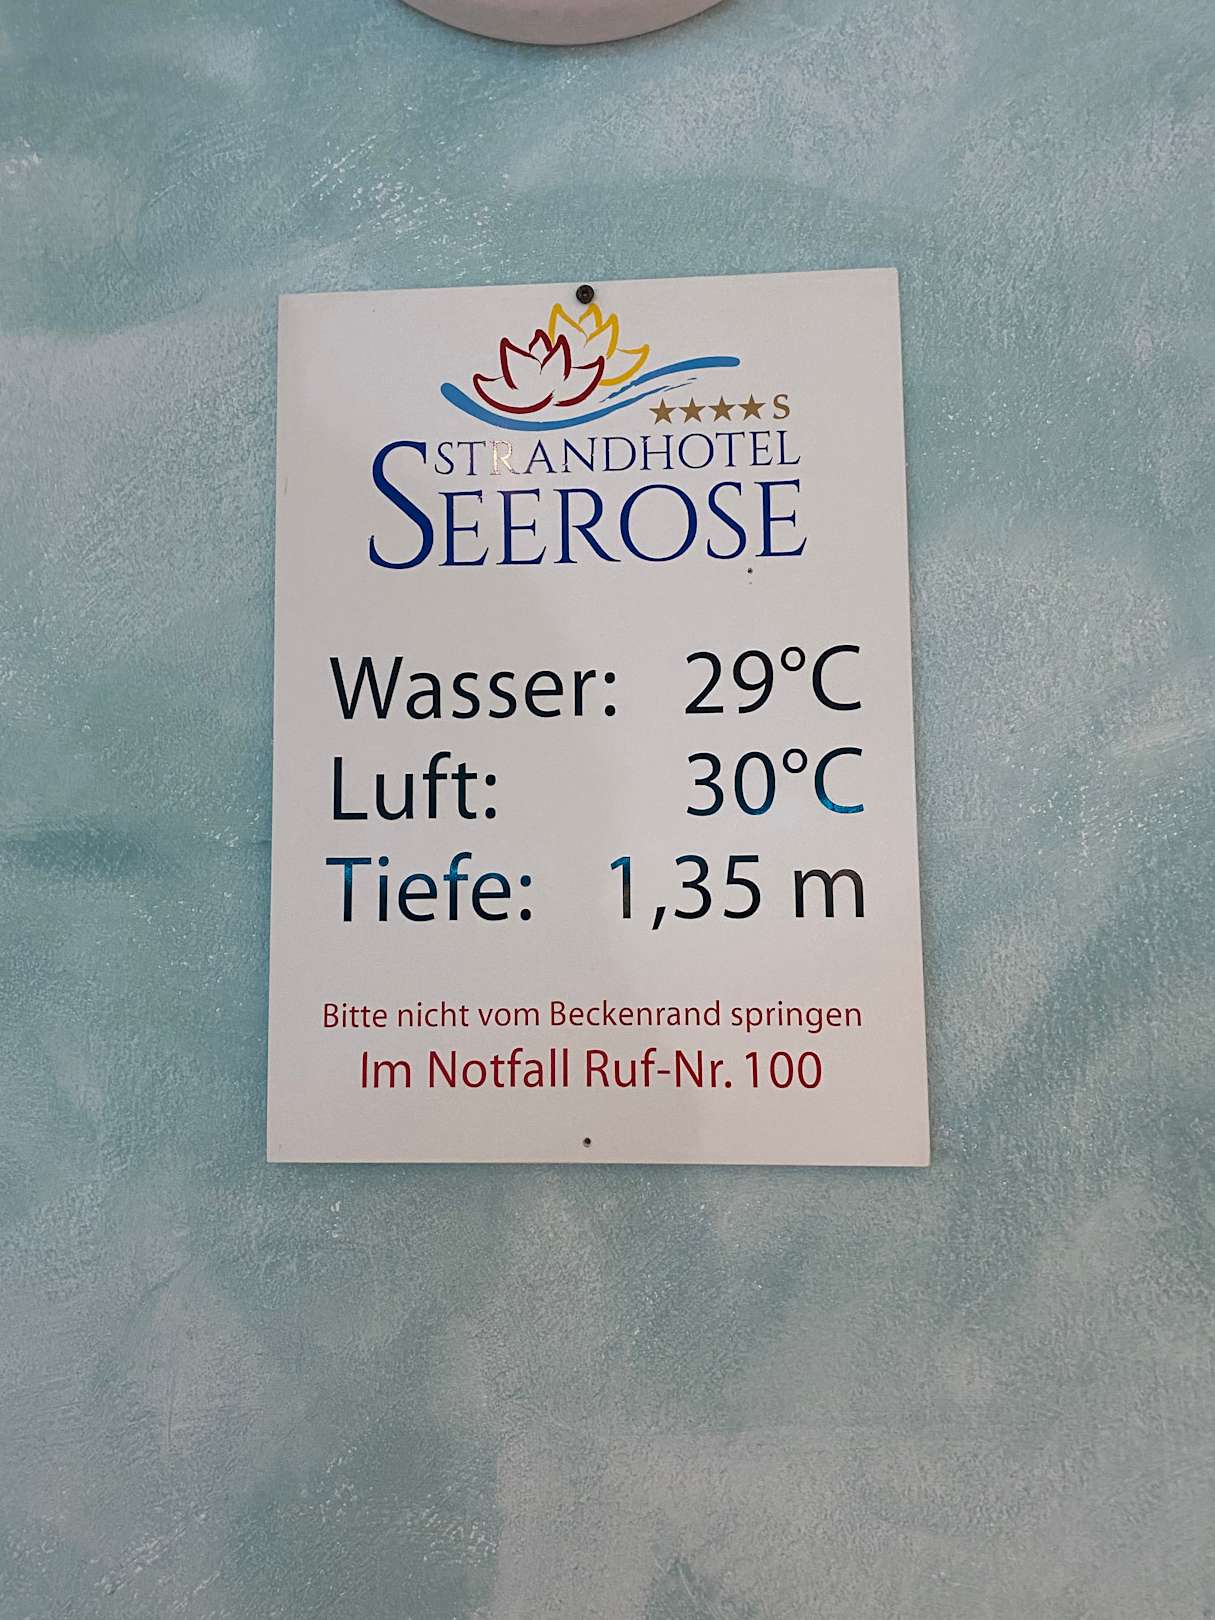 ★★★★S
STRANDHOTEL
SEEROSE
Wasser: 29°C
Luft: 30°C
Tiefe: 1,35 m
Bitte nicht vom Beckenrand springen
Im Notfall Ruf-Nr. 100